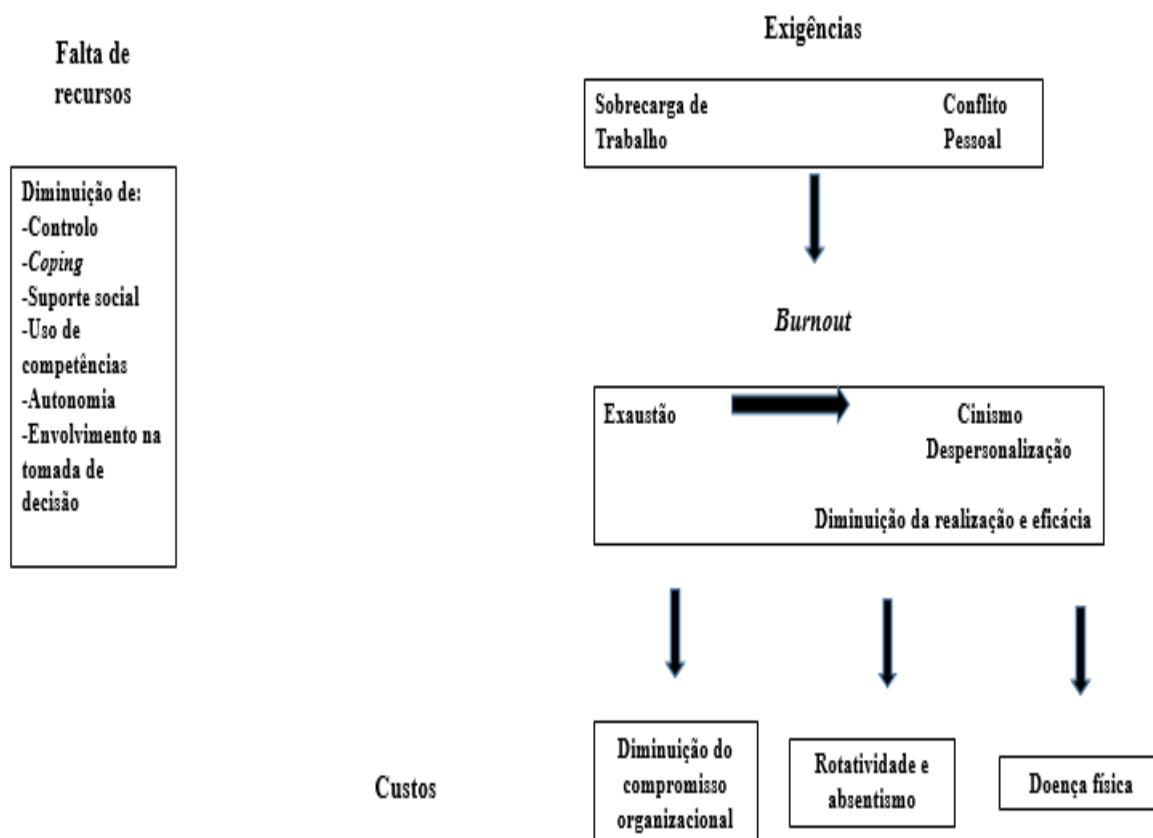 Falta de
recursos
Diminuição de:
-Controlo
-Coping
-Suporte social
-Uso de
competências
-Autonomia
-Envolvimento na
tomada de
decisão
Exigências
Sobrecarga de
Trabalho
Conflito
Pessoal
Burnout
Exaustão
Cinismo
Despersonalização
Diminuição da realização e eficácia
Custos
Diminuição do
compromisso
organizacional
Rotatividade e
absentismo
Doença física